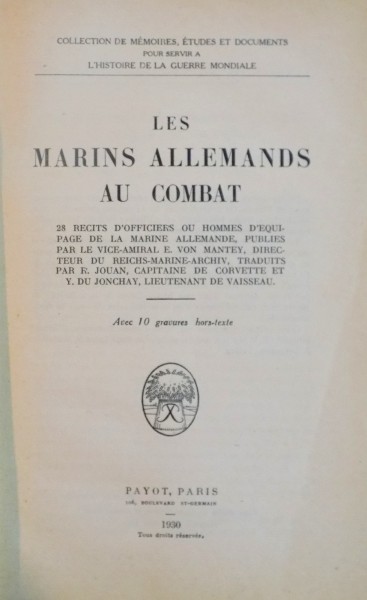 COLLECTION DE MÉMOIRES, ÉTUDES ET DOCUMENTS
POUR SERVIR A
L'HISTOIRE DE LA GUERRE MONDIALE
LES
MARINS ALLEMANDS
AU COMBAT
28 RECITS D'OFFICIERS OU HOMMES D'EQUI-
PAGE DE LA MARINE ALLEMANDE, PUBLIES
PAR LE VICE-AMIRAL E. VON MANTEY, DIREC-
TEUR DU REICHS-MARINE-ARCHIV, TRADUITS
PAR R. JOUAN, CAPITAINE DE CORVETTE ET
Y. DU JONCHAY, LIEUTENANT DE VAISSEAU.
Avec 10 gravures hors-texte
PAYOT, PARIS
106, BOULEVARD ST-GERMAIN
1930
Tous droits réservés.